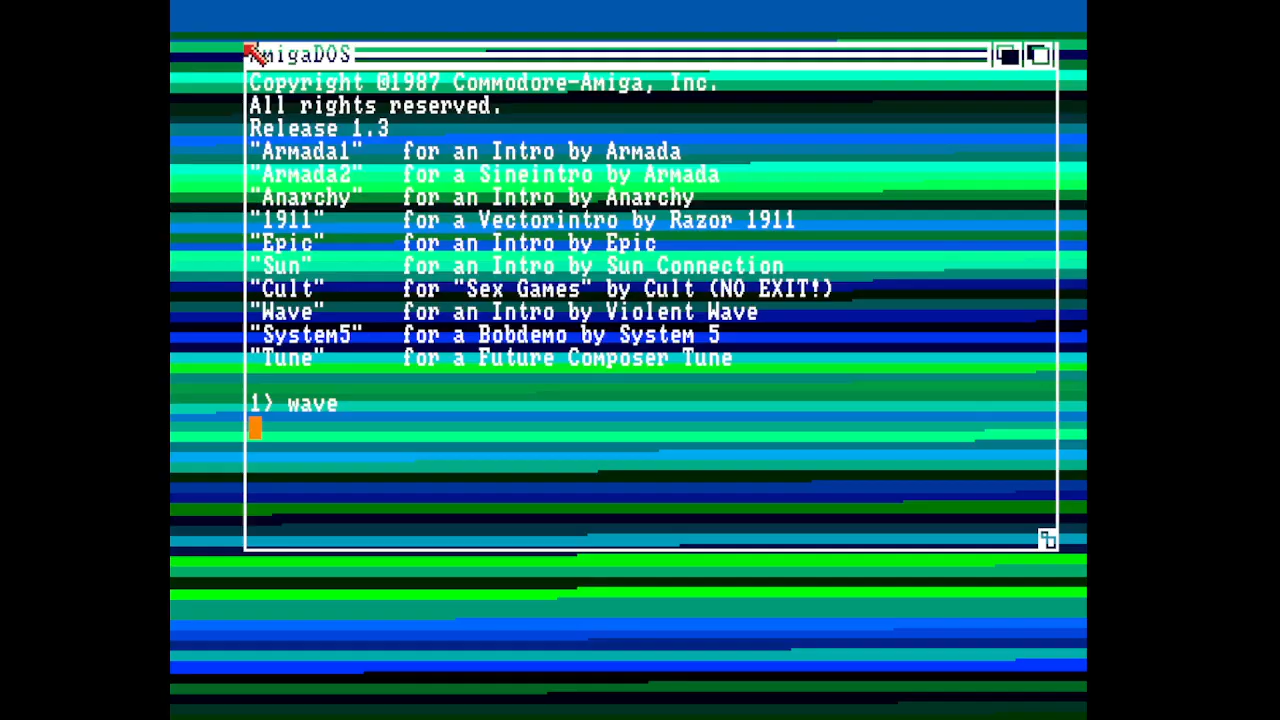 AmigaDOS
Copyright @1987 Commodore-Amiga, Inc.
All rights reserved.
Release 1.3
"Armada1" for an Intro by Armada
"Armada2" for a Sineintro by Armada
"Anarchy" for an Intro by Anarchy
"1911" for a Vectorintro by Razor 1911
"Epic" for an Intro by Epic
"Sun" for an Intro by Sun Connection
"Cult" for "Sex Games" by Cult (NO EXIT!)
"Wave" for an Intro by Violent Wave
"System5" for a Bobdemo by System 5
"Tune" for a Future Composer Tune
1> wave